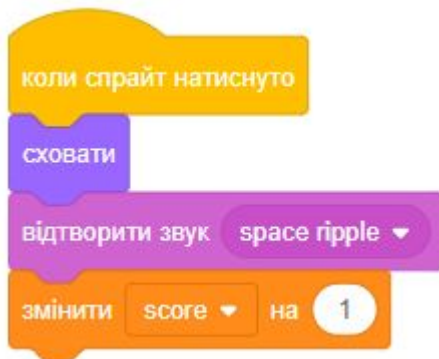 коли спрайт натиснуто
сховати
відтворити звук space ripple
змінити score на 1